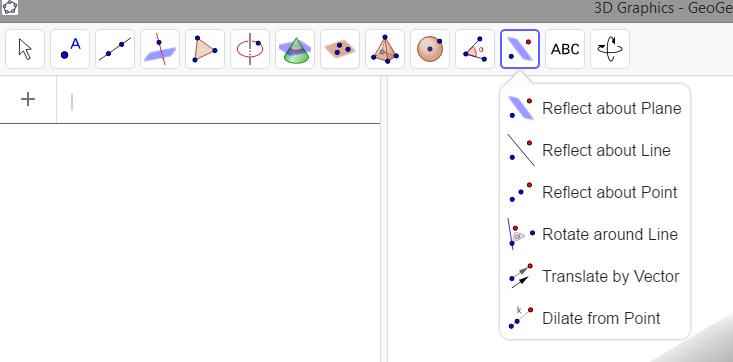 3D Graphics - GeoGe
A
α
ABC
Reflect about Plane
Reflect about Line
Reflect about Point
Rotate around Line
Translate by Vector
k
Dilate from Point